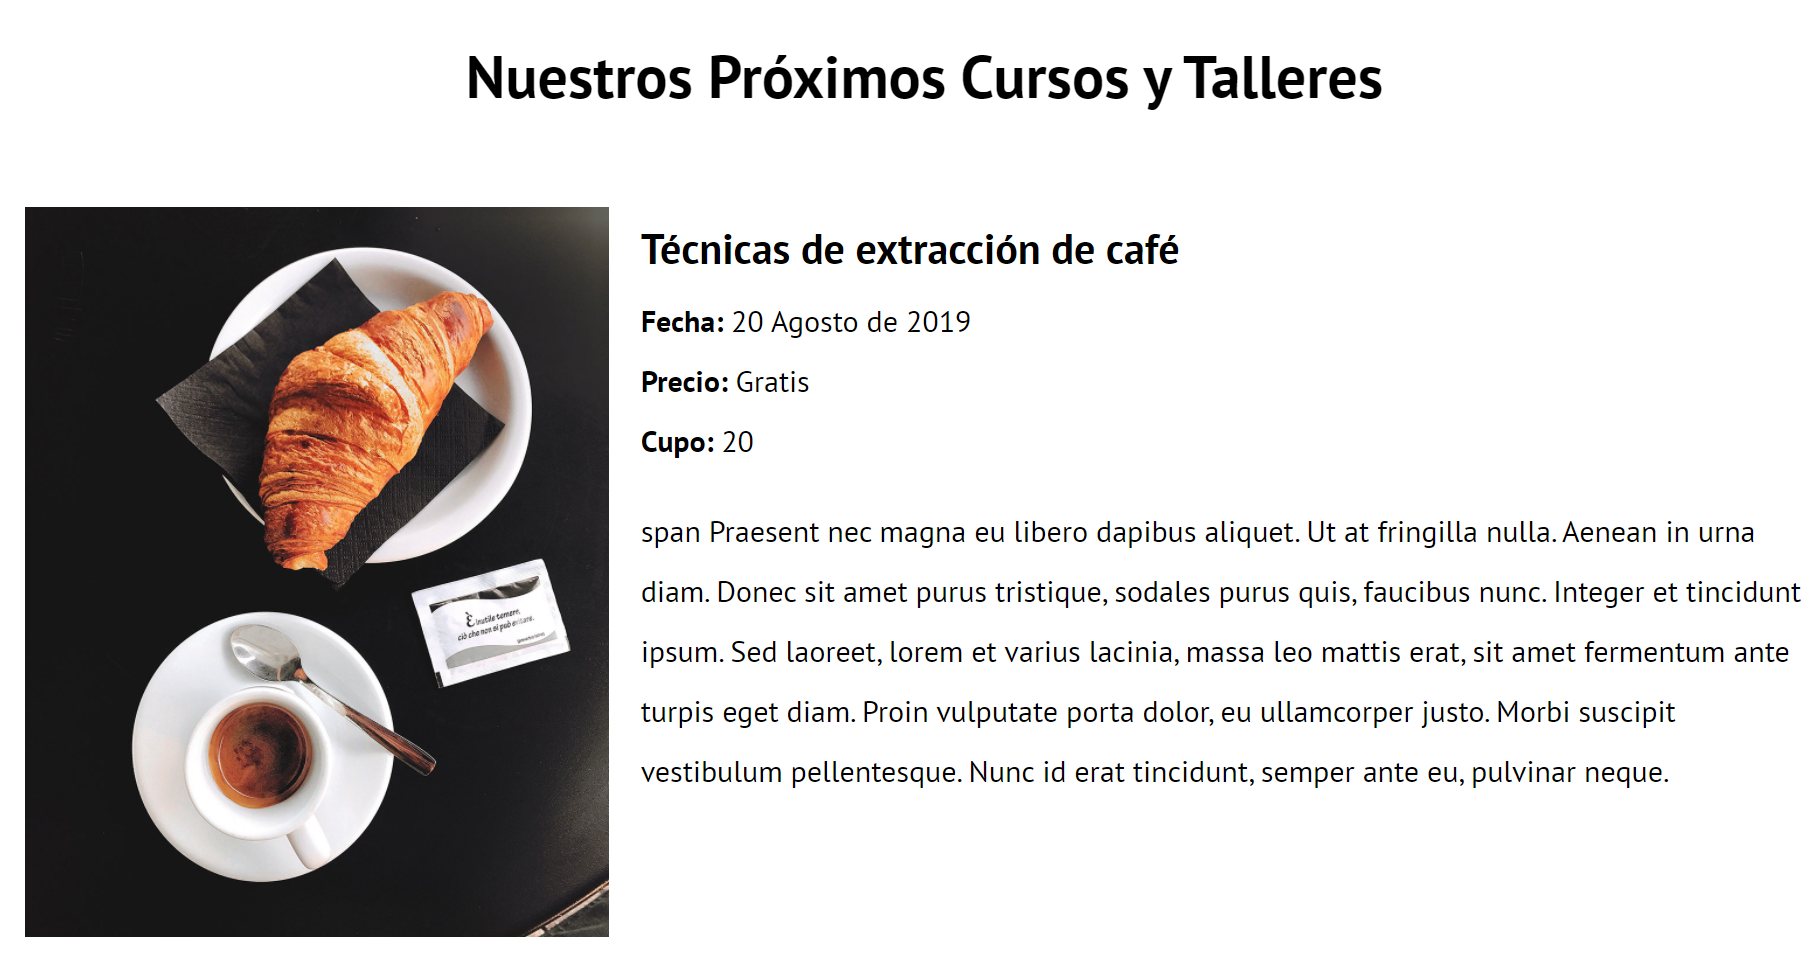 Nuestros Próximos Cursos y Talleres
Técnicas de extracción de café
Fecha: 20 Agosto de 2019
Precio: Gratis
Cupo: 20
span Praesent nec magna eu libero dapibus aliquet. Ut at fringilla nulla. Aenean in urna
diam. Donec sit amet purus tristique, sodales purus quis, faucibus nunc. Integer et tincidunt
ipsum. Sed laoreet, lorem et varius lacinia, massa leo mattis erat, sit amet fermentum ante
turpis eget diam. Proin vulputate porta dolor, eu ullamcorper justo. Morbi suscipit
vestibulum pellentesque. Nunc id erat tincidunt, semper ante eu, pulvinar neque.
È inutile temere
ciò che non si può evitare.